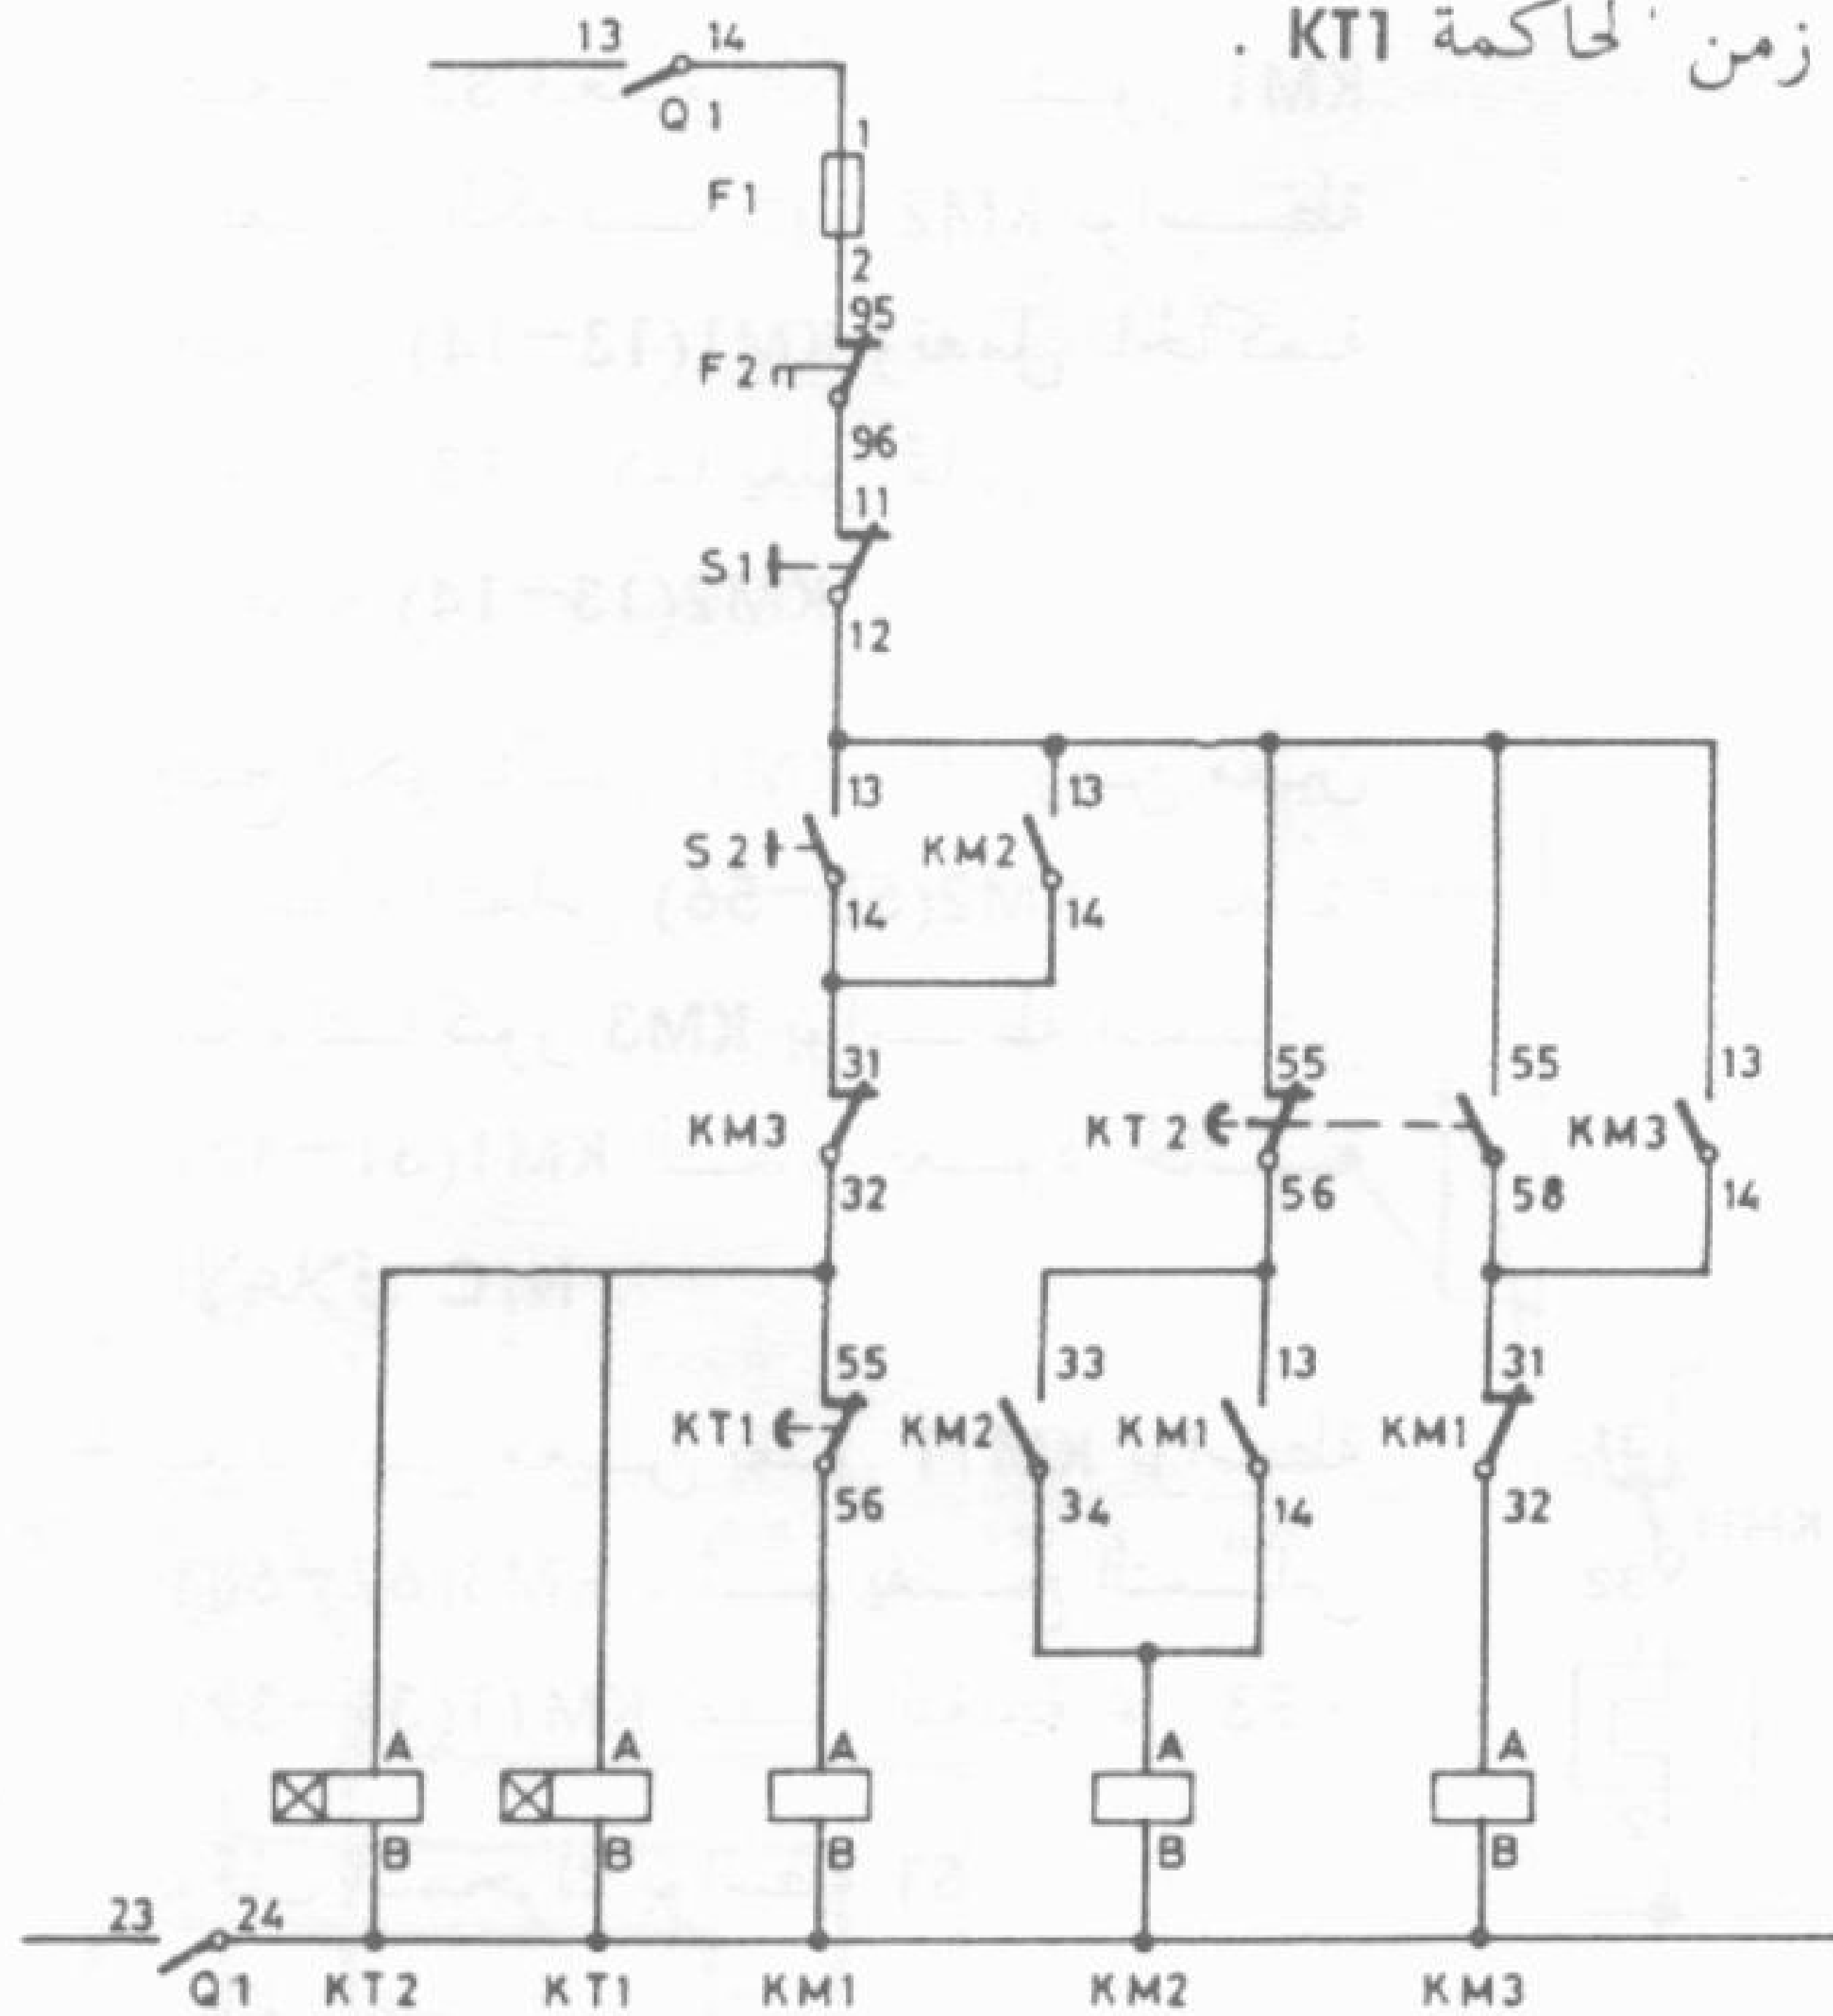 زمن لحاكمة KT1 .
13 14
Q1
1
F1
2
95
F2
96
11
S1
12
13 13
S2 KM2
14 14
31 55 55 13
KM3 KT2 KM3
32 56 58 14
55 33 13 31
KT1 KM2 KM1 KM1
56 34 14 32
A A A A A
B B B B B
23 24
Q1 KT2 KT1 KM1 KM2 KM3